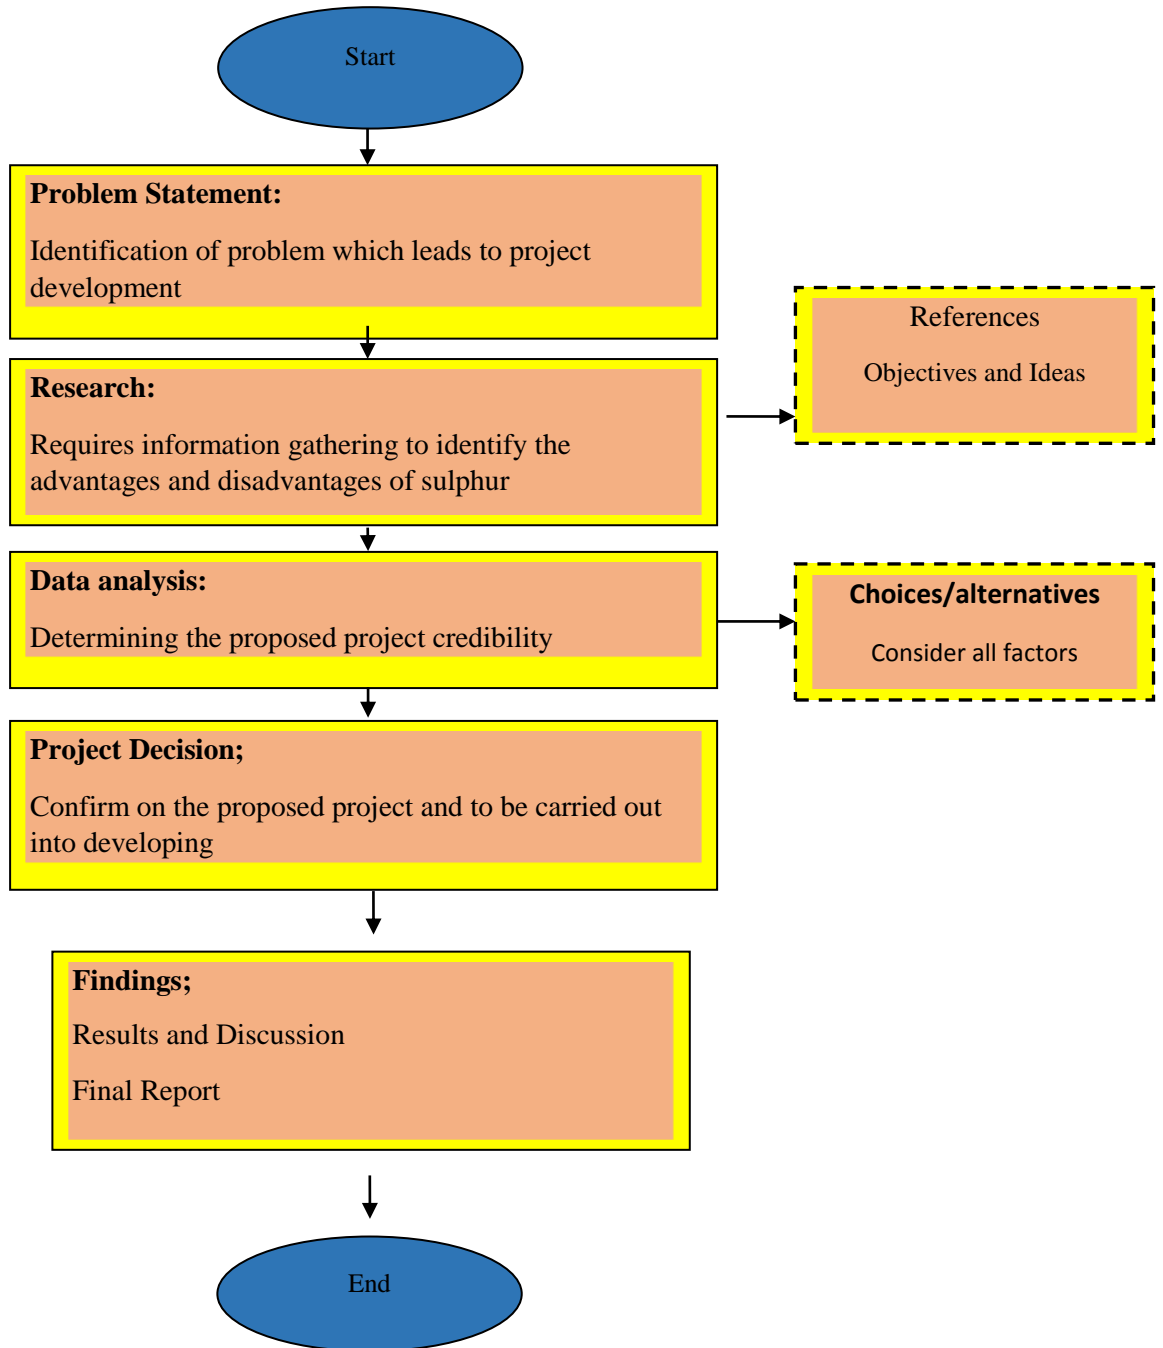 Start
Problem Statement:
Identification of problem which leads to project
development
References
Objectives and Ideas
Research:
Requires information gathering to identify the
advantages and disadvantages of sulphur
Data analysis:
Determining the proposed project credibility
Choices/alternatives
Consider all factors
Project Decision;
Confirm on the proposed project and to be carried out
into developing
Findings;
Results and Discussion
Final Report
End